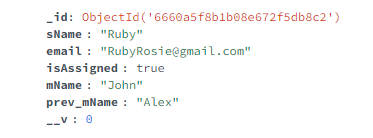 _id: ObjectId('6660a5f8b1b08e672f5db8c2')
sName : "Ruby"
email : "RubyRosie@gmail.com"
isAssigned : true
mName : "John"
prev_mName : "Alex"
__v : 0